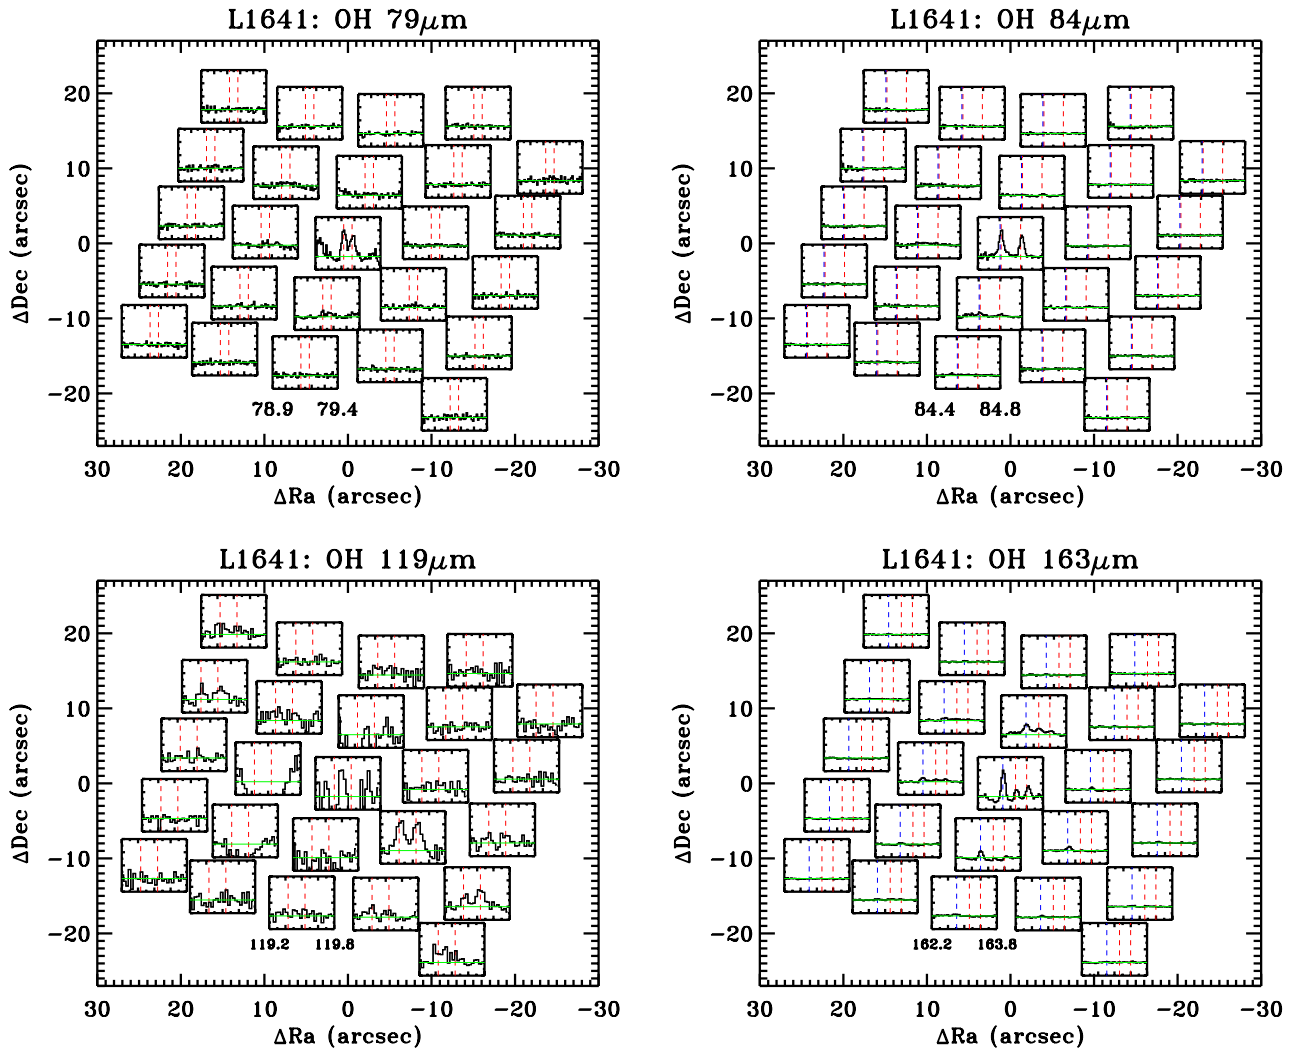 L1641: OH 79μm
20
10
0
−10
−20
ΔDec (arcsec)
78.9 79.4
30 20 10 0 −10 −20 −30
ΔRa (arcsec)
L1641: OH 84μm
20
10
0
−10
−20
ΔDec (arcsec)
84.4 84.8
30 20 10 0 −10 −20 −30
ΔRa (arcsec)
L1641: OH 119μm
20
10
0
−10
−20
ΔDec (arcsec)
119.2 119.8
30 20 10 0 −10 −20 −30
ΔRa (arcsec)
L1641: OH 163μm
20
10
0
−10
−20
ΔDec (arcsec)
162.2 163.8
30 20 10 0 −10 −20 −30
ΔRa (arcsec)